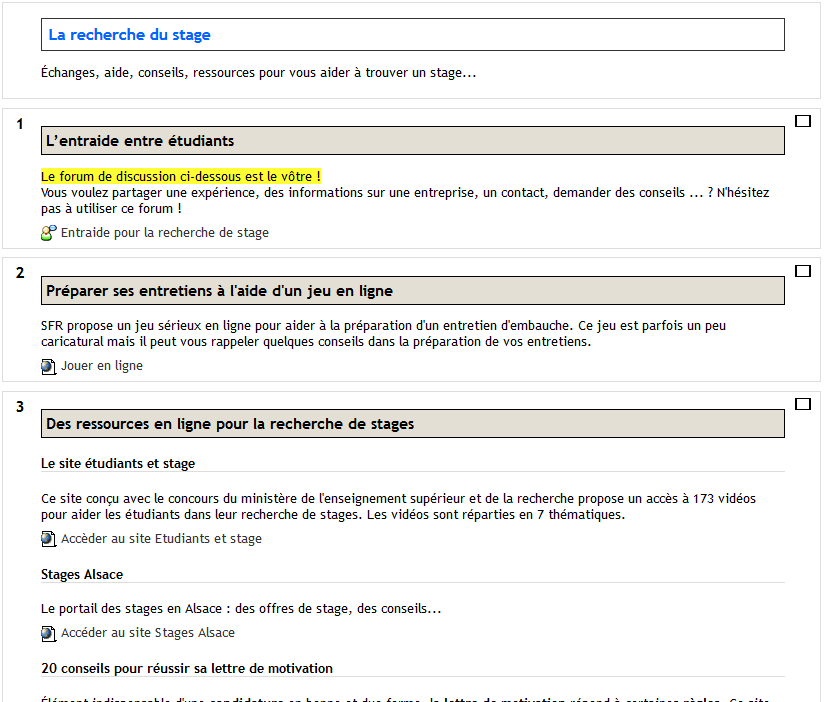 La recherche du stage
Échanges, aide, conseils, ressources pour vous aider à trouver un stage...
1
L’entraide entre étudiants
Le forum de discussion ci-dessous est le vôtre !
Vous voulez partager une expérience, des informations sur une entreprise, un contact, demander des conseils ... ? N'hésitez
pas à utiliser ce forum !
Entraide pour la recherche de stage
2
Préparer ses entretiens à l'aide d'un jeu en ligne
SFR propose un jeu sérieux en ligne pour aider à la préparation d'un entretien d'embauche. Ce jeu est parfois un peu
caricatural mais il peut vous rappeler quelques conseils dans la préparation de vos entretiens.
Jouer en ligne
3
Des ressources en ligne pour la recherche de stages
Le site étudiants et stage
Ce site conçu avec le concours du ministère de l'enseignement supérieur et de la recherche propose un accès à 173 vidéos
pour aider les étudiants dans leur recherche de stages. Les vidéos sont réparties en 7 thématiques.
Accèder au site Etudiants et stage
Stages Alsace
Le portail des stages en Alsace : des offres de stage, des conseils...
Accéder au site Stages Alsace
20 conseils pour réussir sa lettre de motivation
Élément indispensable d'une candidature en bonne et due forme, la lettre de motivation répond à certaines règles. Ce site